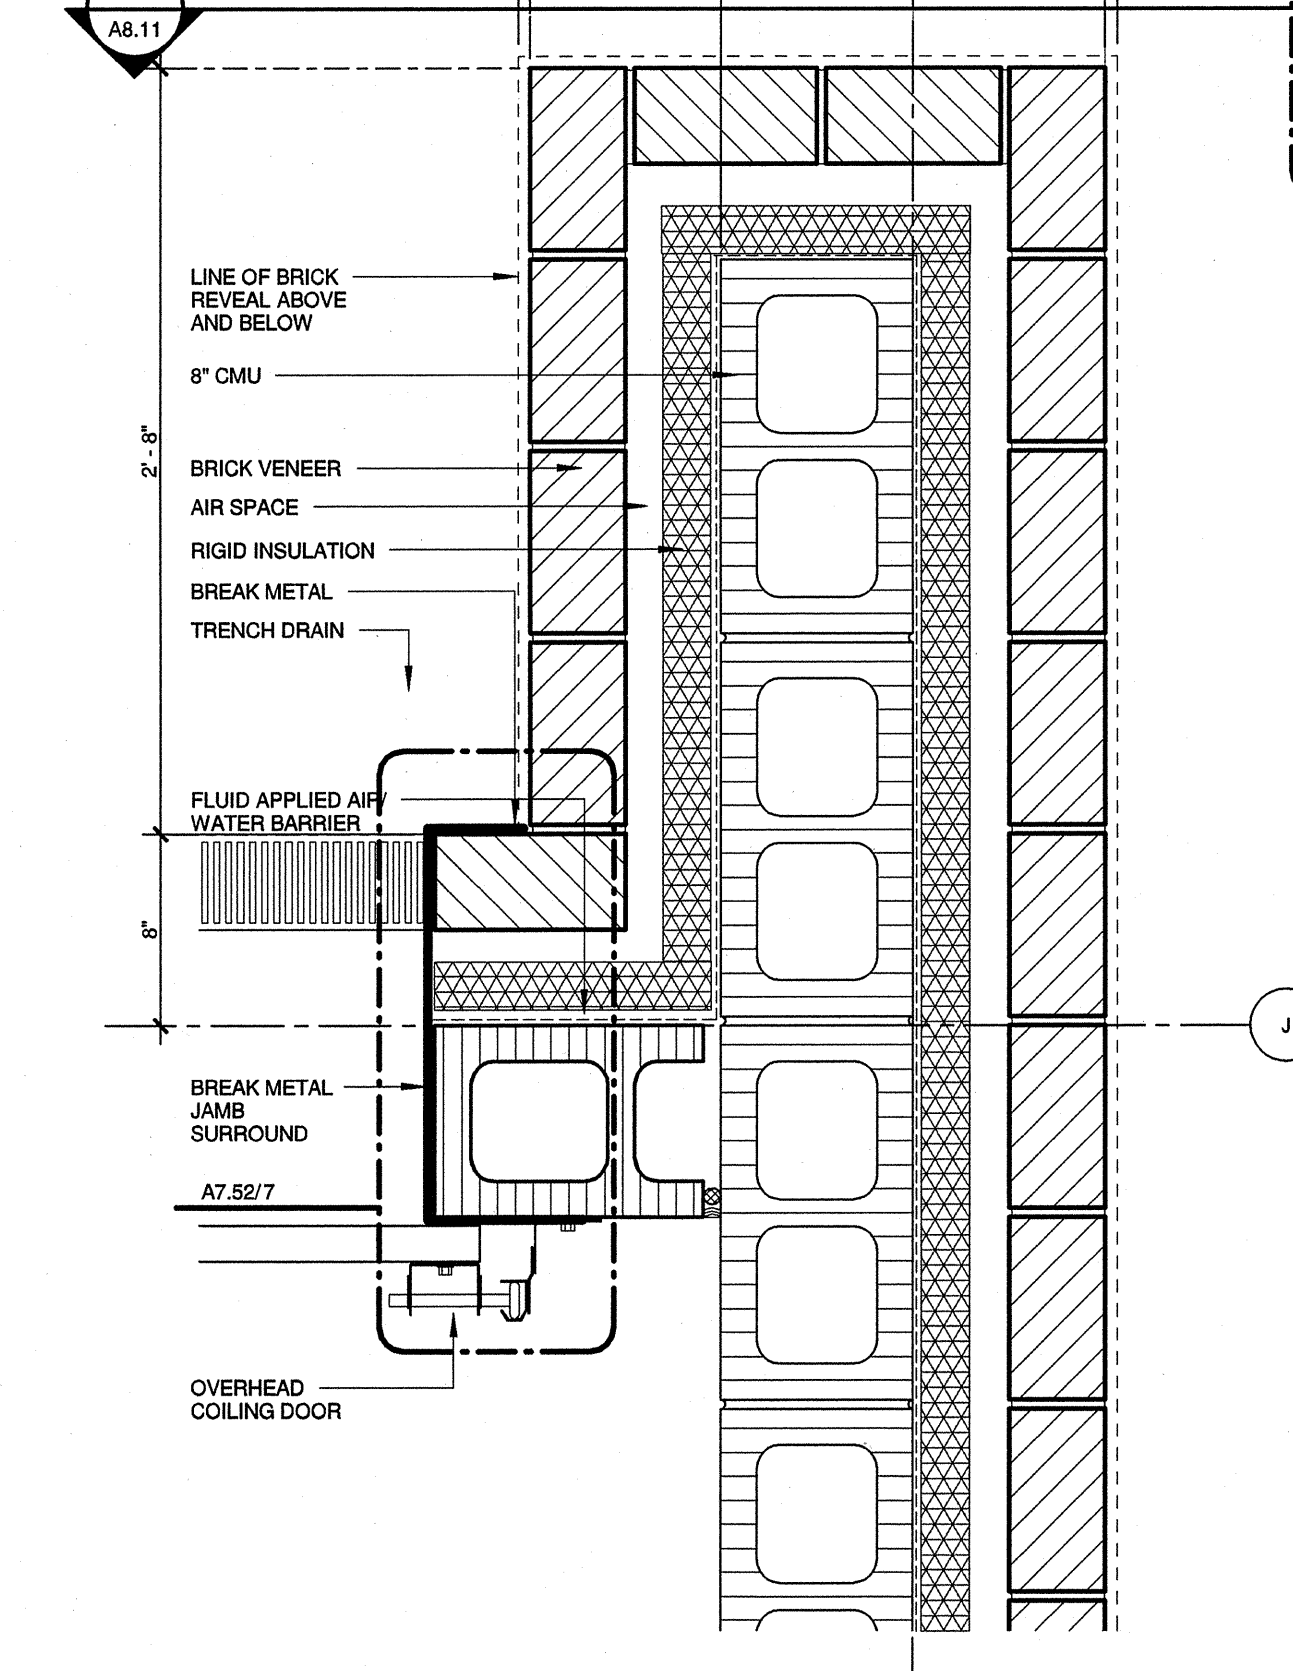 A8.11
LINE OF BRICK
REVEAL ABOVE
AND BELOW
8" CMU
2' - 8"
BRICK VENEER
AIR SPACE
RIGID INSULATION
BREAK METAL
TRENCH DRAIN
FLUID APPLIED AIR/
WATER BARRIER
8"
J
BREAK METAL
JAMB
SURROUND
A7.52/7
OVERHEAD
COILING DOOR